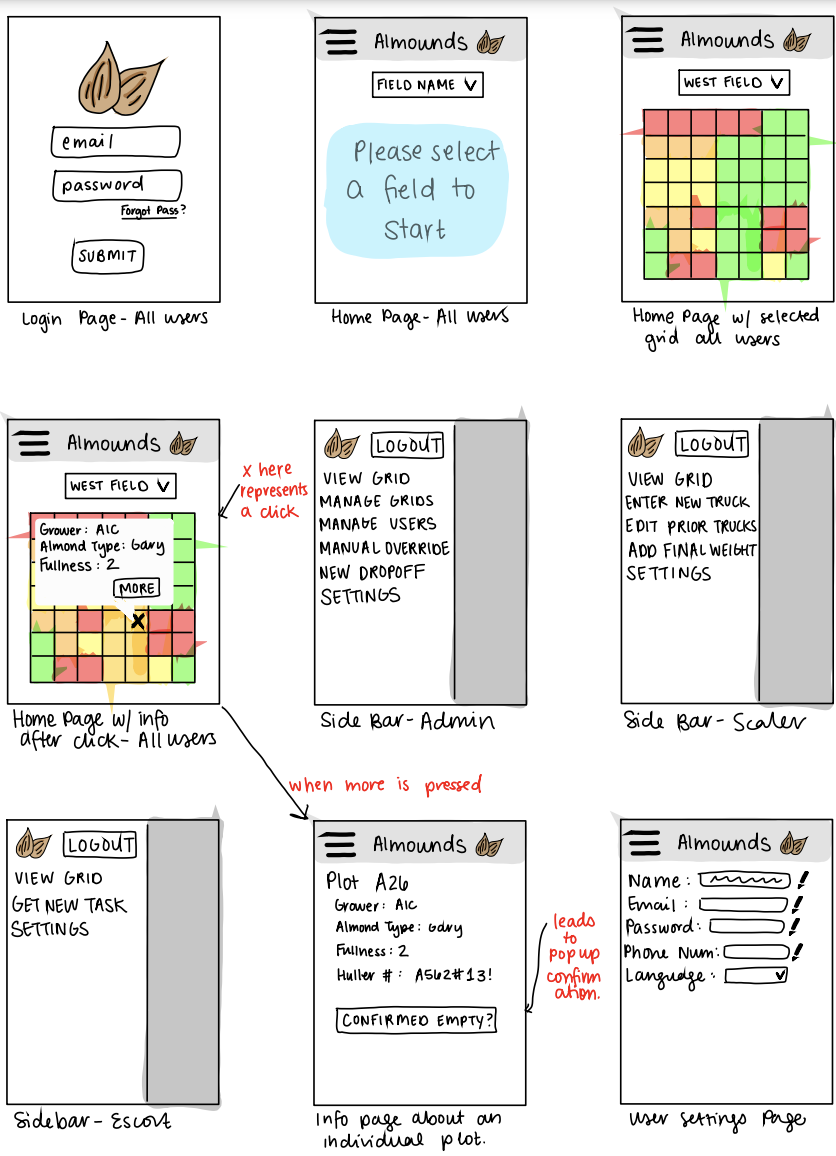 email
password
Forgot Pass?
SUBMIT
Login Page - All users
Almounds
FIELD NAME
Please select
a field to
start
Home Page - All users
Almounds
WEST FIELD
Home Page w/ selected
grid all users
Almounds
WEST FIELD
Grower: AIC
Almond Type: Gary
Fullness: 2
MORE
x here
represents
a click
Home Page w/ info
after click - All users
LOGOUT
VIEW GRID
MANAGE GRIDS
MANAGE USERS
MANUAL OVERRIDE
NEW DROPOFF
SETTINGS
Side Bar - Admin
LOGOUT
VIEW GRID
ENTER NEW TRUCK
EDIT PRIOR TRUCKS
ADD FINAL WEIGHT
SETTINGS
Side Bar - Scaler
when more is pressed
LOGOUT
VIEW GRID
GET NEW TASK
SETTINGS
Sidebar - Escort
Almounds
Plot A26
Grower: AIC
Almond Type: Gary
Fullness: 2
Huller #: A562#13!
CONFIRMED EMPTY?
leads
to
pop up
confirm
ation.
Info page about an
individual plot.
Almounds
Name:
Email:
Password:
Phone Num:
Language:
User Settings Page